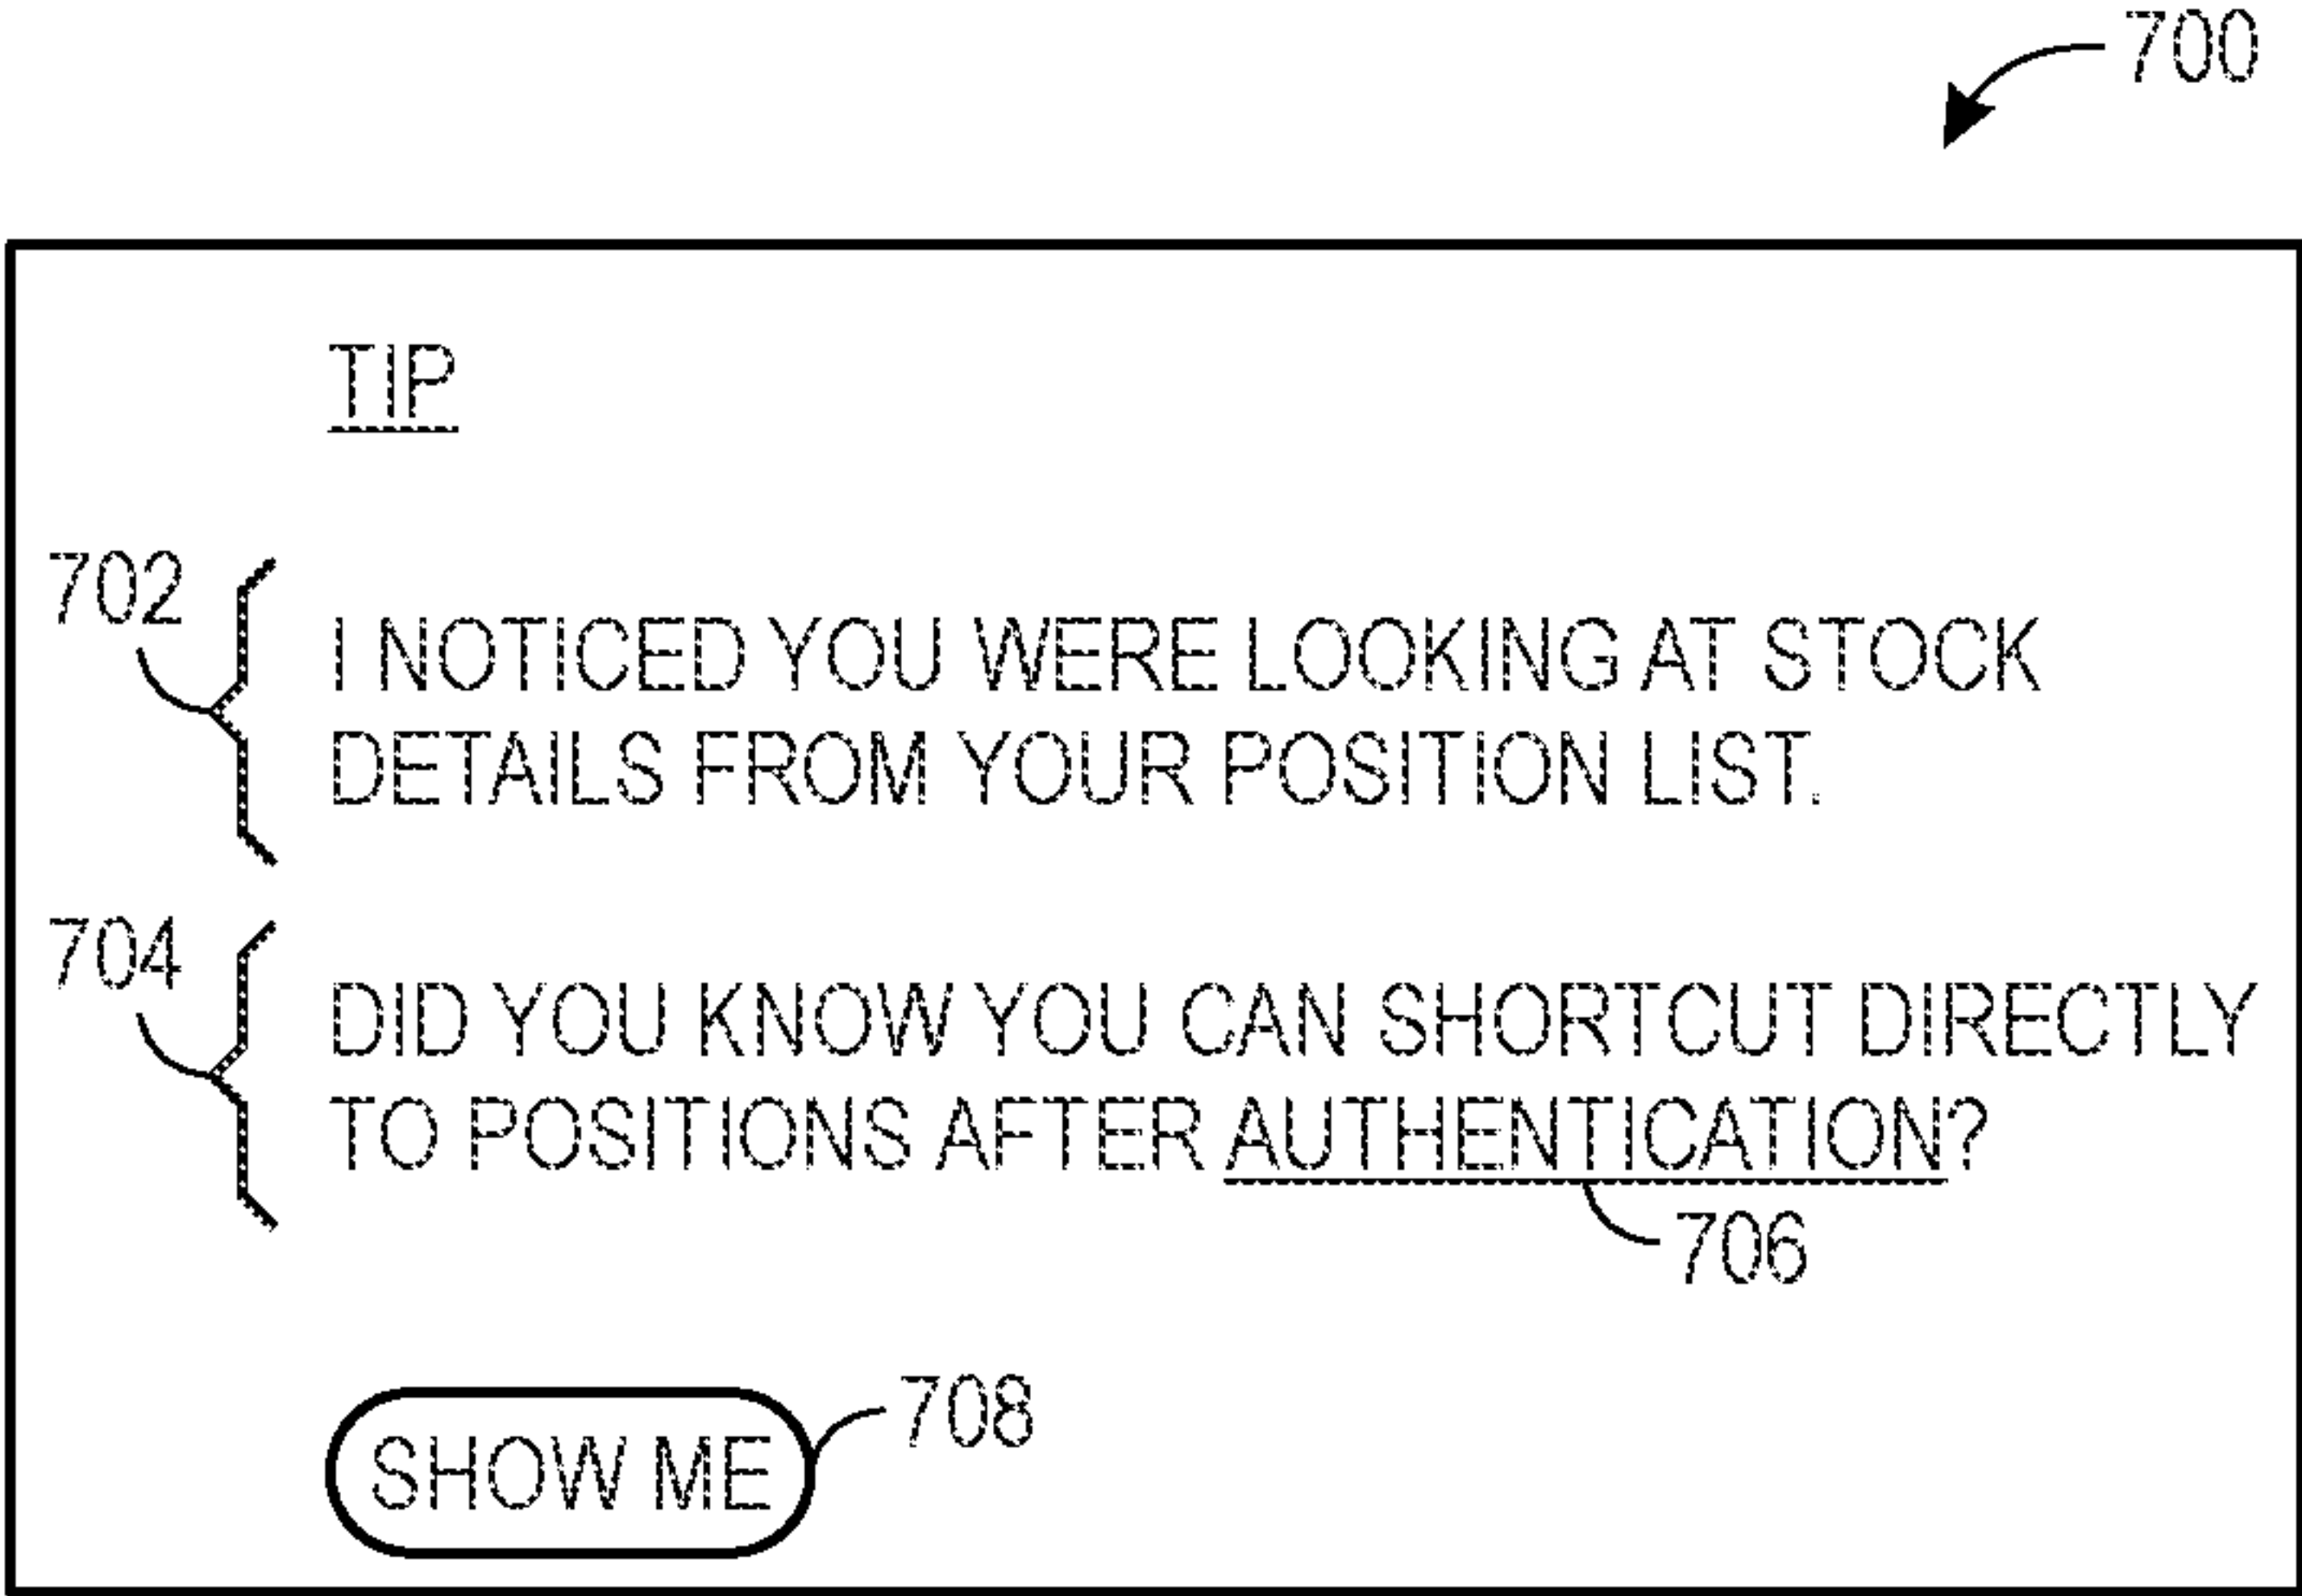 700
TIP
702
I NOTICED YOU WERE LOOKING AT STOCK
DETAILS FROM YOUR POSITION LIST.
704
DID YOU KNOW YOU CAN SHORTCUT DIRECTLY
TO POSITIONS AFTER AUTHENTICATION?
706
708
SHOW ME